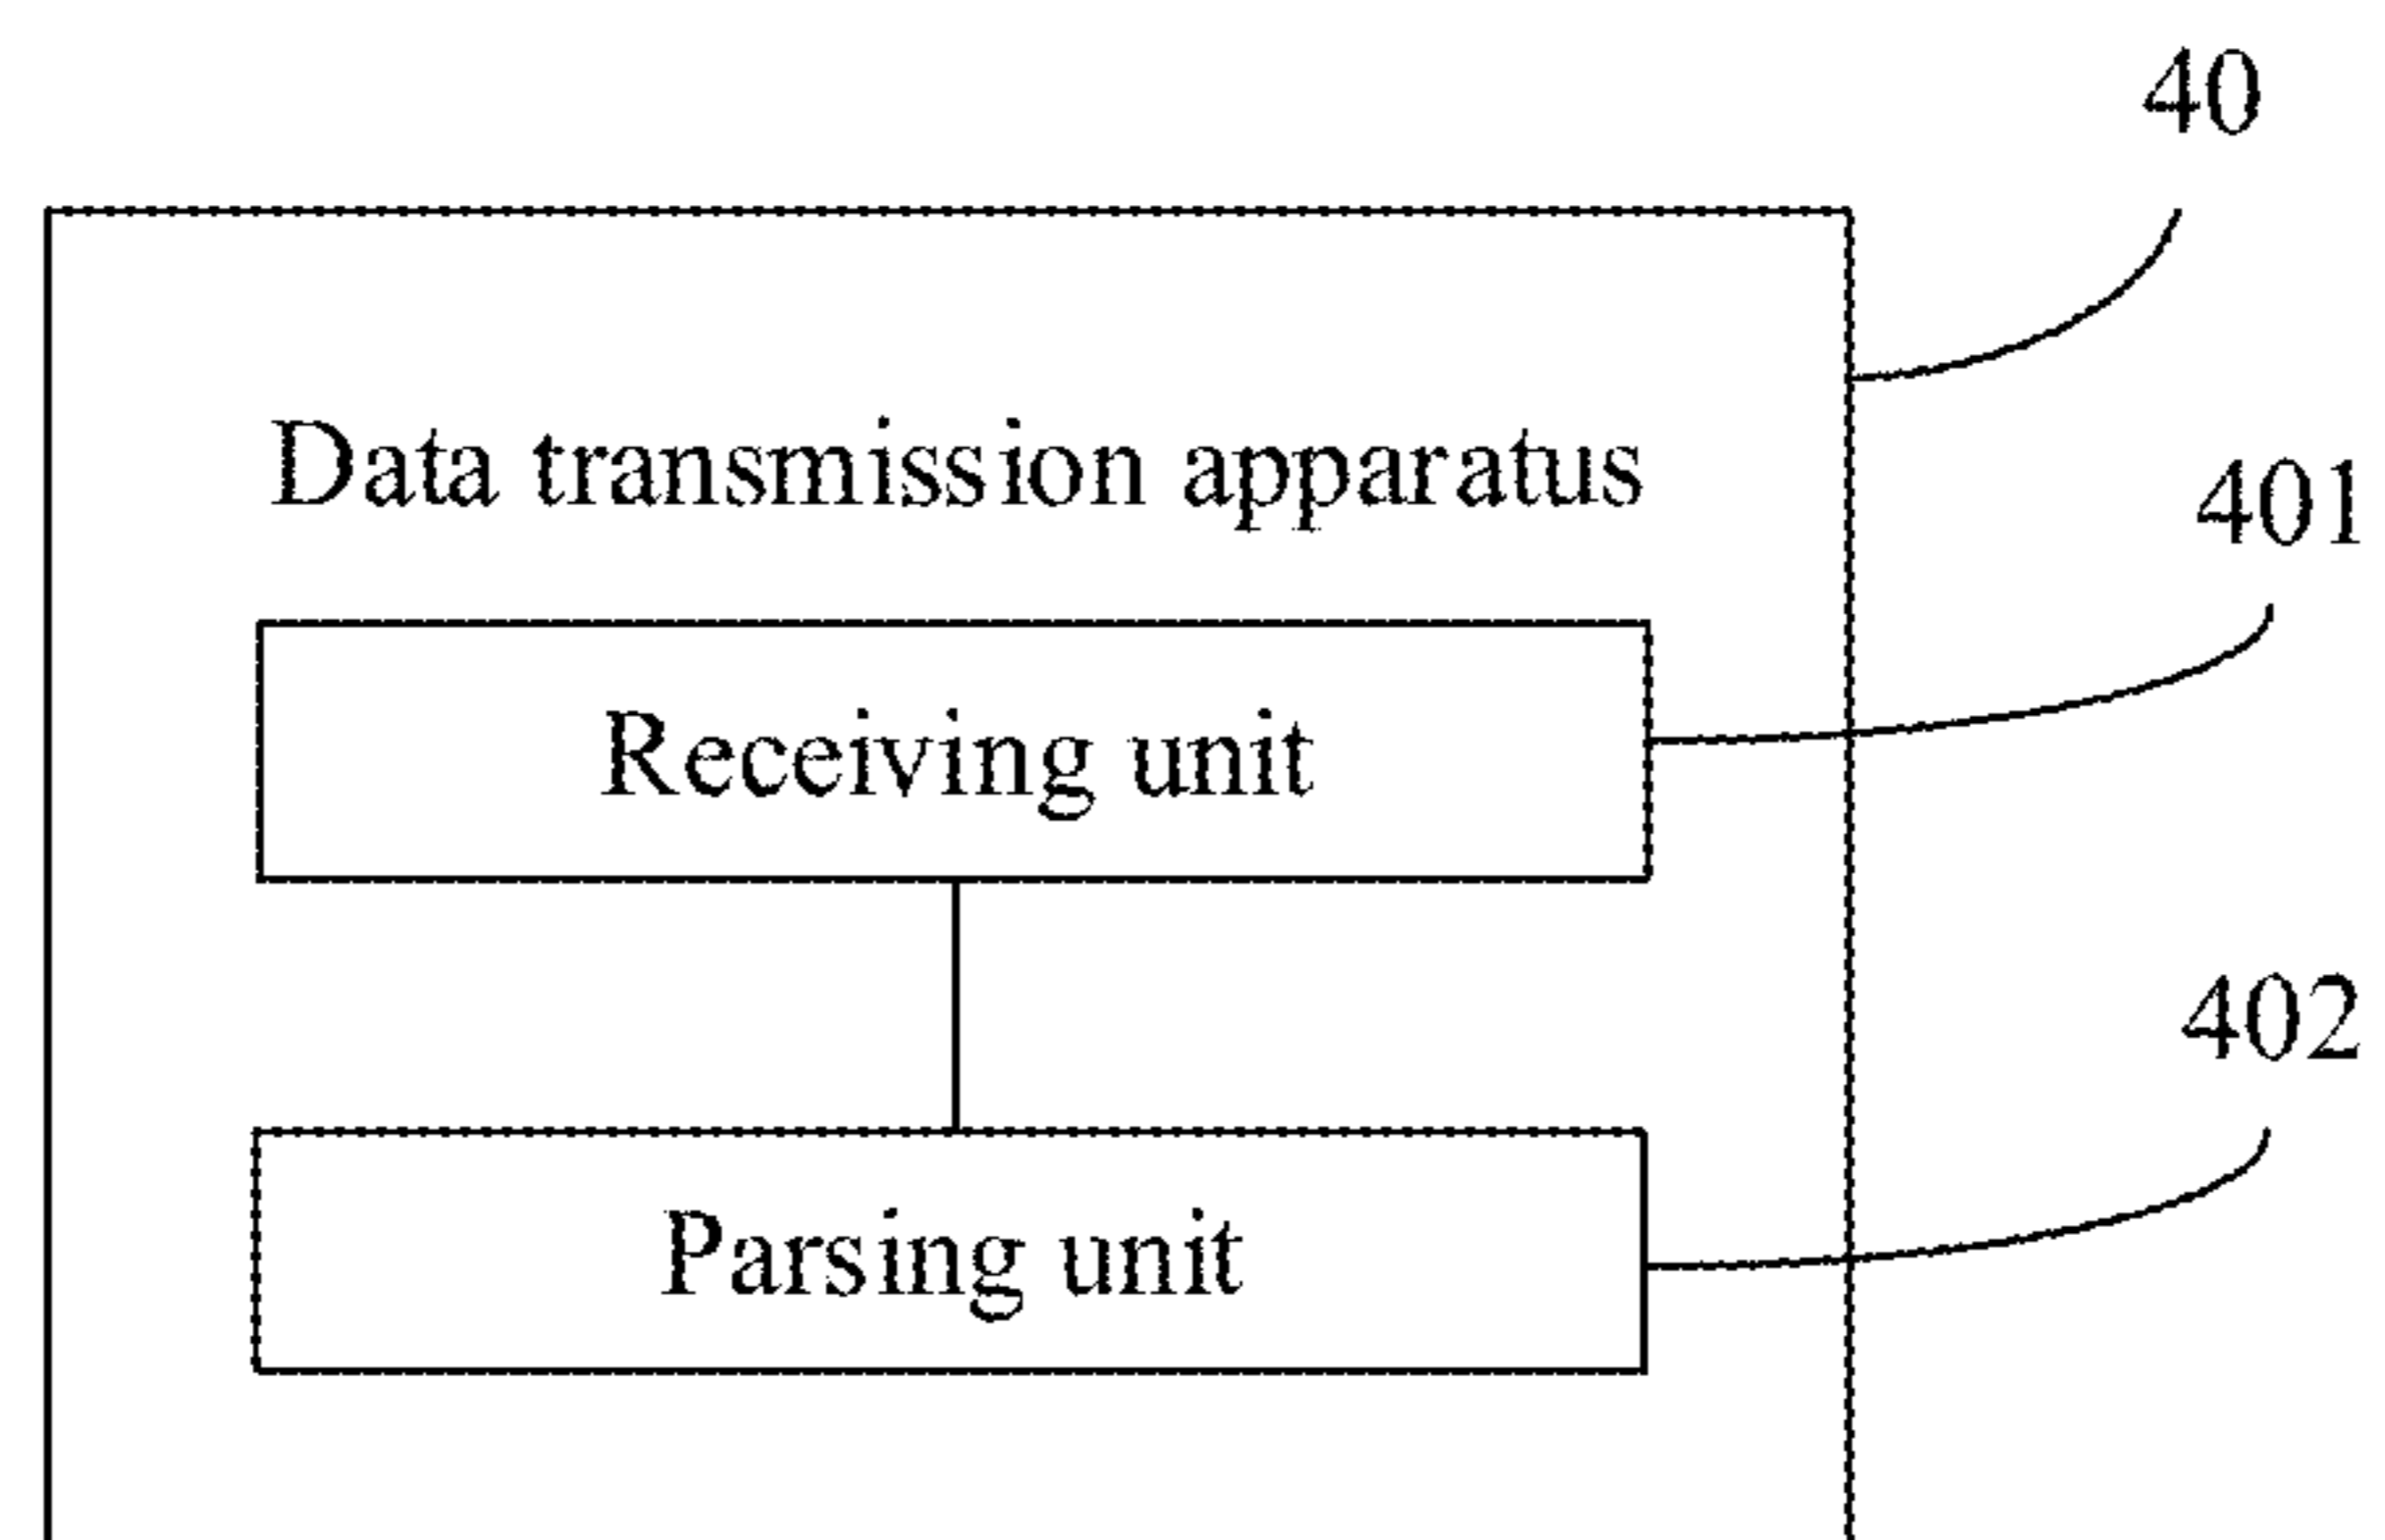 40
Data transmission apparatus
401
Receiving unit
402
Parsing unit